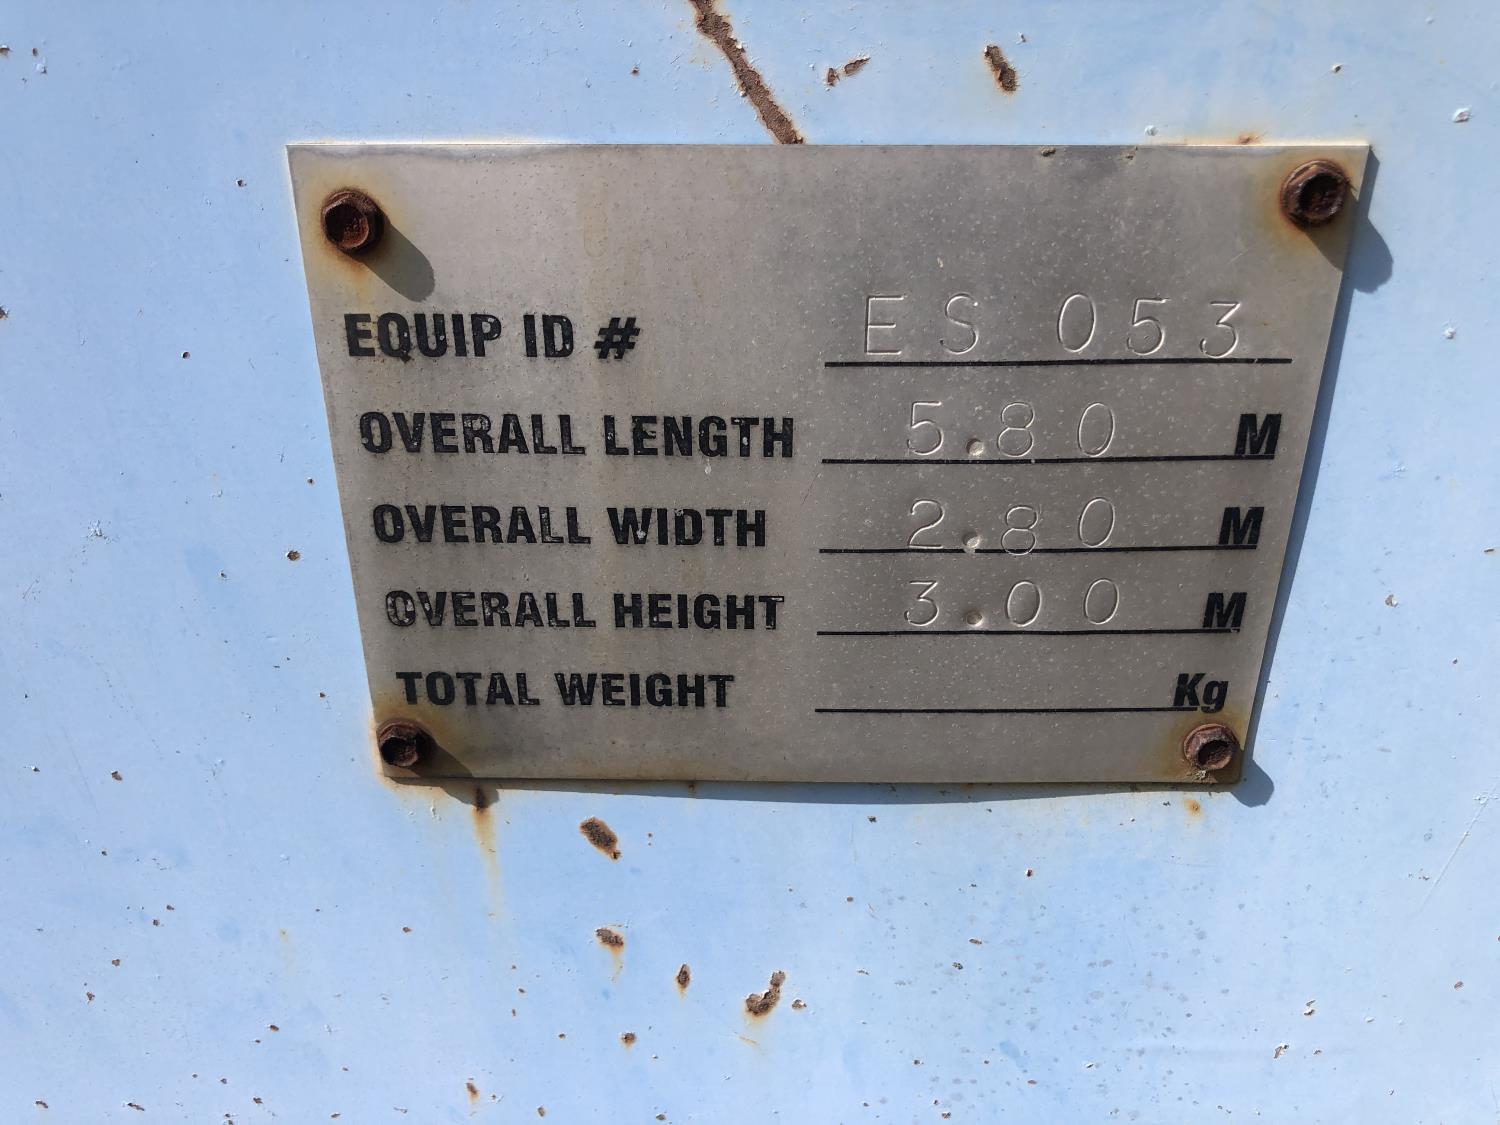 EQUIP ID # ES 053
OVERALL LENGTH 5.80 M
OVERALL WIDTH 2.80 M
OVERALL HEIGHT 3.00 M
TOTAL WEIGHT Kg